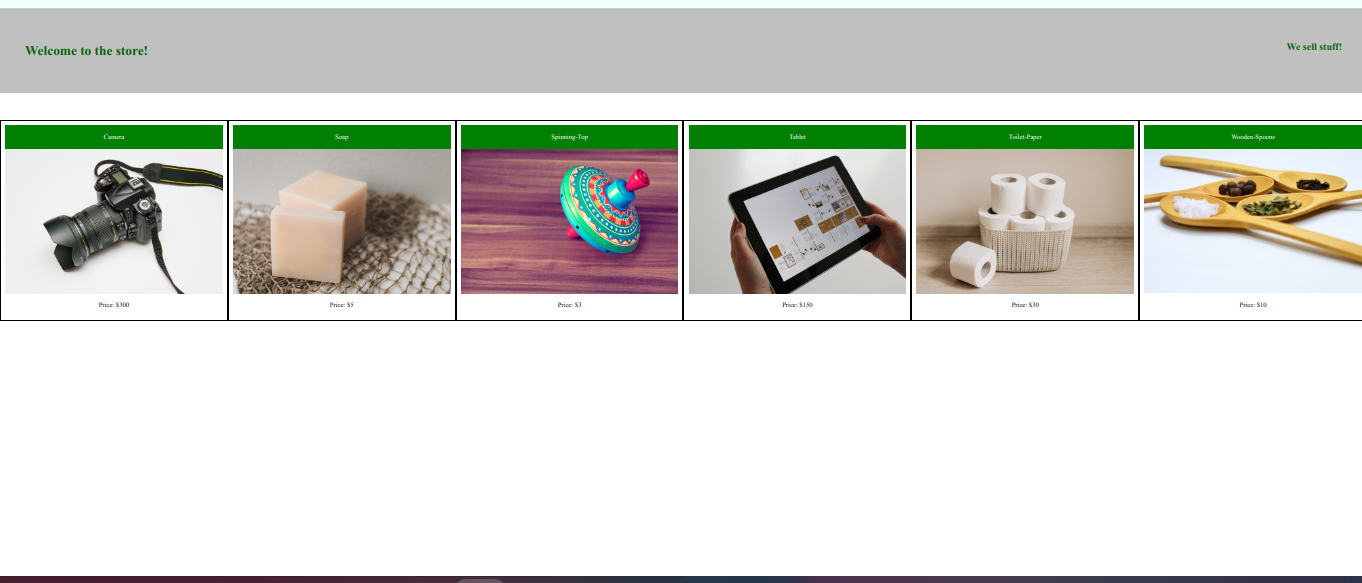 Welcome to the store!
We sell stuff!
Camera
Soap
Spinning-Top
Tablet
Toilet-Paper
Wooden-Spoons
Price: $300
Price: $5
Price: $3
Price: $150
Price: $30
Price: $10